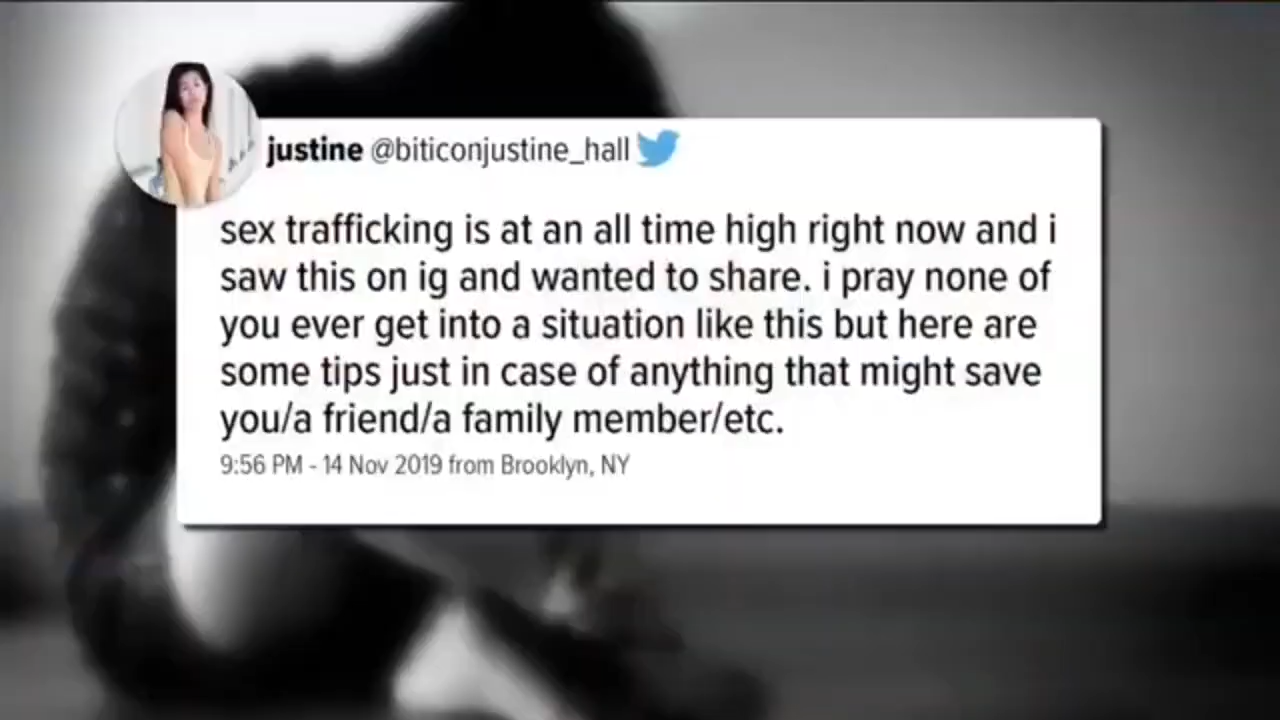 justine @biticonjustine_hall
sex trafficking is at an all time high right now and i
saw this on ig and wanted to share. i pray none of
you ever get into a situation like this but here are
some tips just in case of anything that might save
you/a friend/a family member/etc.
9:56 PM - 14 Nov 2019 from Brooklyn, NY